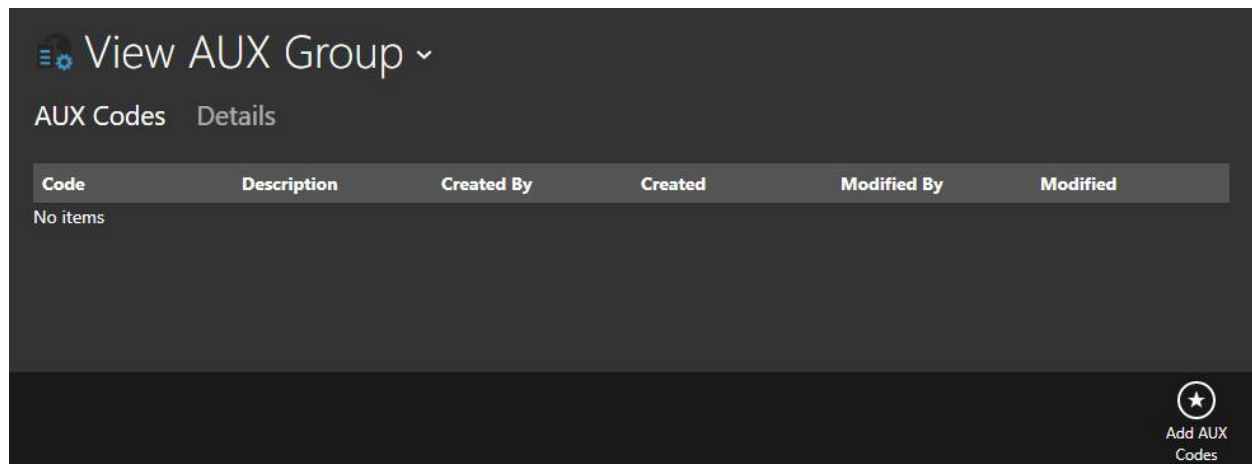 View AUX Group
AUX Codes Details
Code Description Created By Created Modified By Modified
No items
Add AUX
Codes